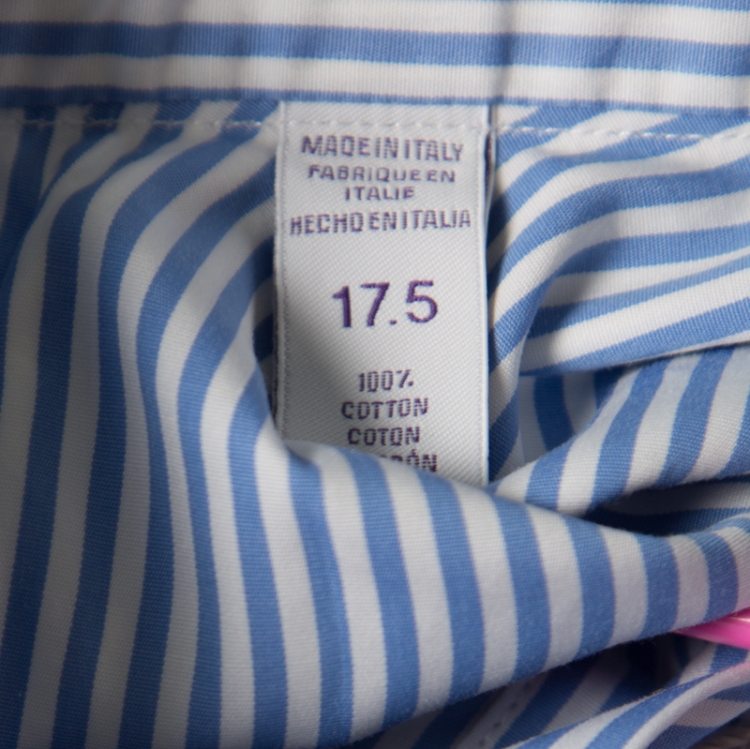 MADE IN ITALY
FABRIQUE EN
ITALIE
HECHO EN ITALIA
17.5
100%
COTTON
COTON